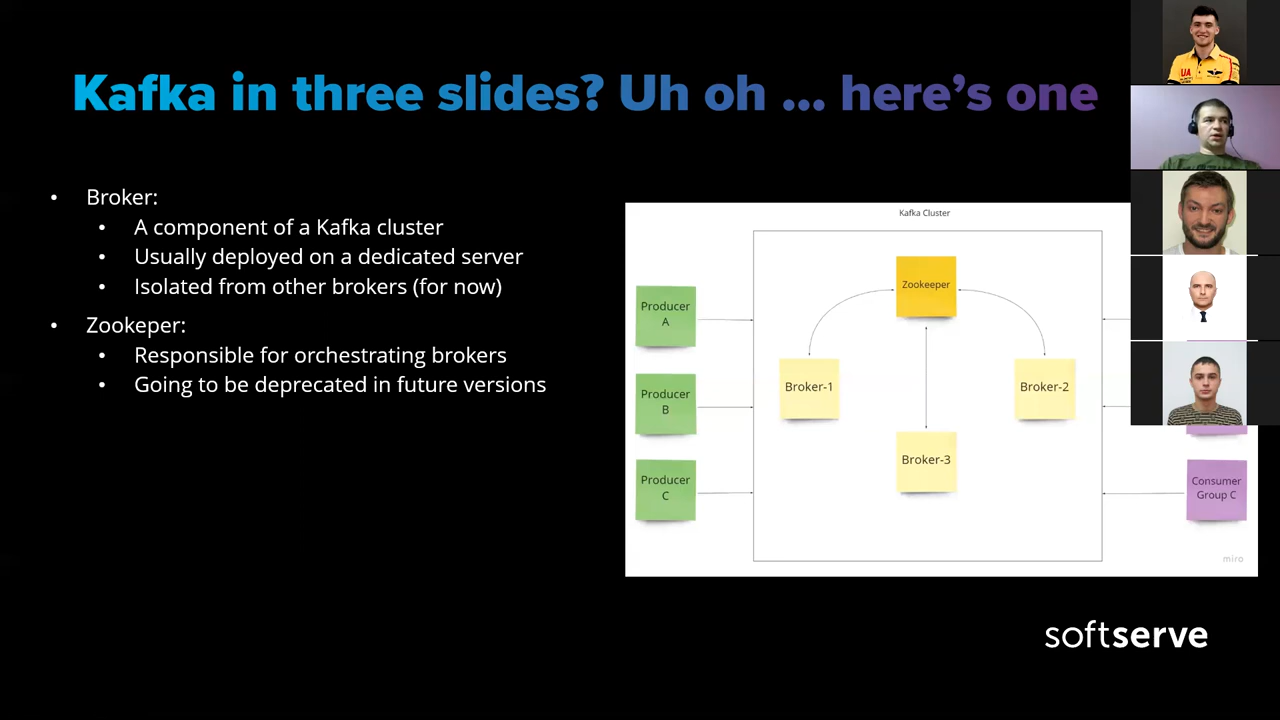 Kafka in three slides? Uh oh ... here's one
• Broker:
• A component of a Kafka cluster
• Usually deployed on a dedicated server
• Isolated from other brokers (for now)
• Zookeper:
• Responsible for orchestrating brokers
• Going to be deprecated in future versions
Kafka Cluster
Zookeeper
Producer
A
Broker-1
Broker-2
Producer
B
Broker-3
Producer
C
Consumer
Group C
miro
softserve
UA